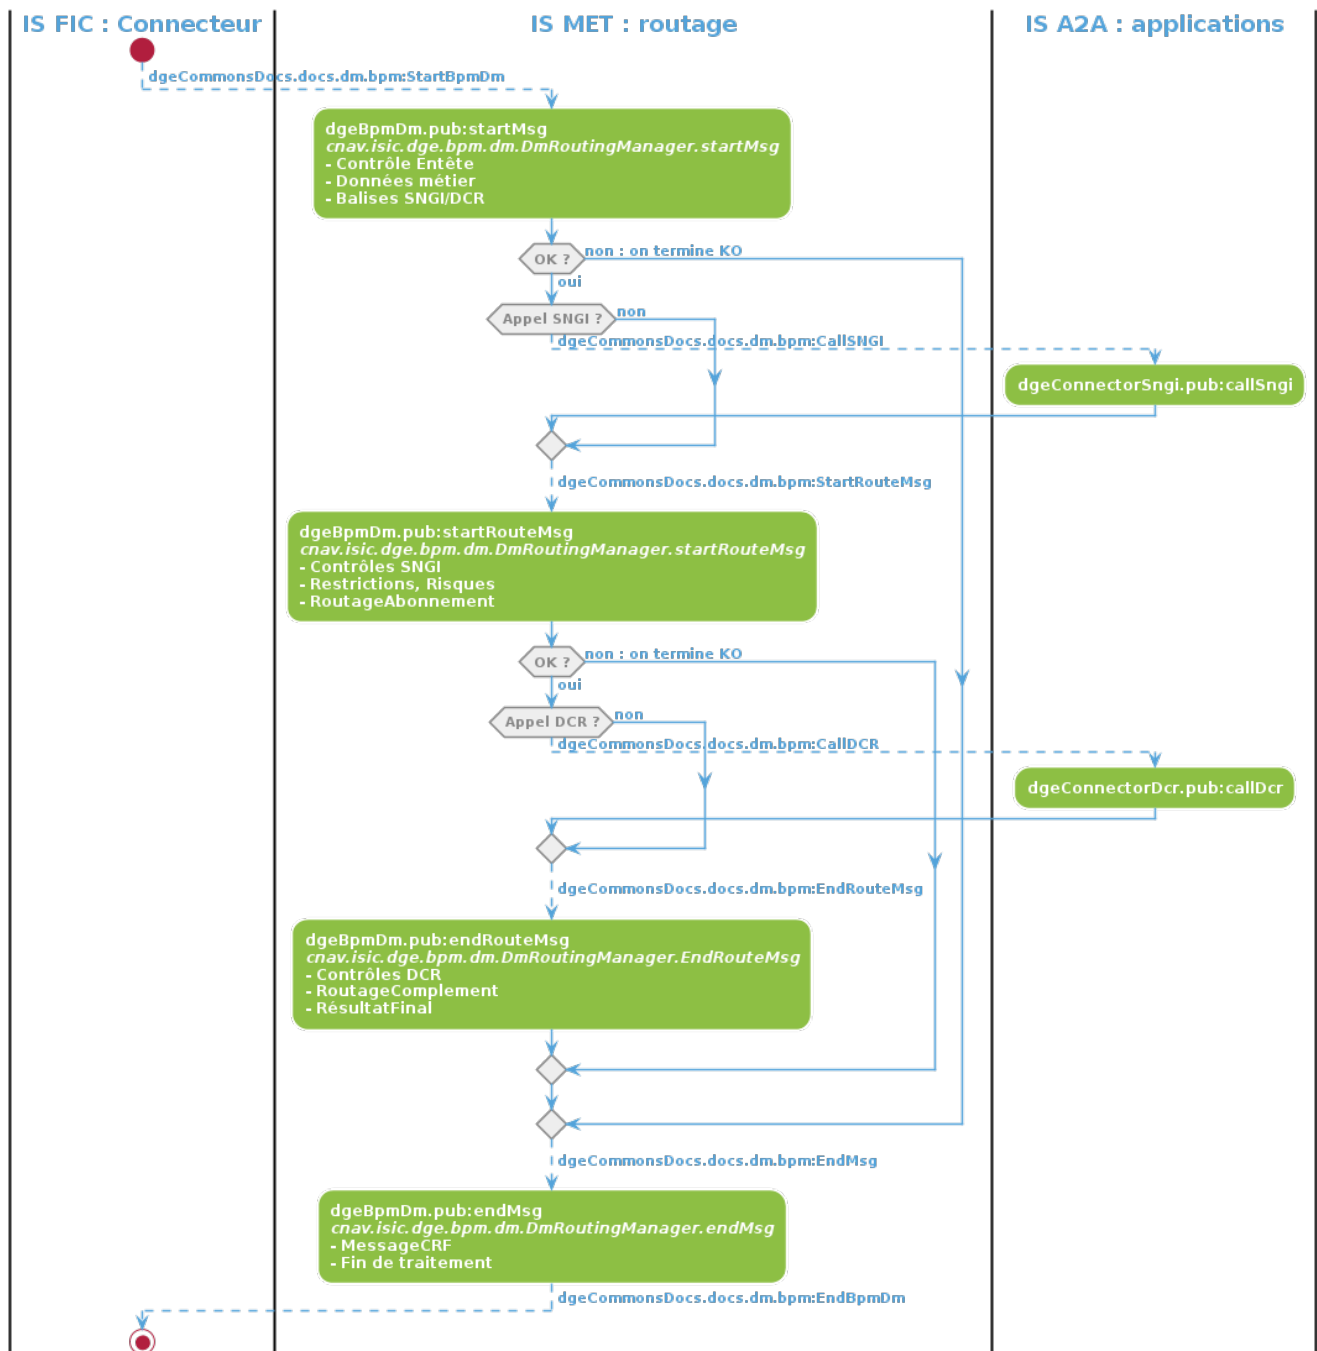 IS FIC : Connecteur
IS MET : routage
IS A2A : applications
dgeCommonsDocs.docs.dm.bpm:StartBpmDm
dgeBpmDm.pub:startMsg
cnav.isic.dge.bpm.dm.DmRoutingManager.startMsg
- Contrôle Entête
- Données métier
- Balises SNGI/DCR
OK ?
non : on termine KO
oui
Appel SNGI ?
non
dgeCommonsDocs.docs.dm.bpm:CallSNGI
dgeConnectorSngi.pub:callSngi
dgeCommonsDocs.docs.dm.bpm:StartRouteMsg
dgeBpmDm.pub:startRouteMsg
cnav.isic.dge.bpm.dm.DmRoutingManager.startRouteMsg
- Contrôles SNGI
- Restrictions, Risques
- RoutageAbonnement
OK ?
non : on termine KO
oui
Appel DCR ?
non
dgeCommonsDocs.docs.dm.bpm:CallDCR
dgeConnectorDcr.pub:callDcr
dgeCommonsDocs.docs.dm.bpm:EndRouteMsg
dgeBpmDm.pub:endRouteMsg
cnav.isic.dge.bpm.dm.DmRoutingManager.EndRouteMsg
- Contrôles DCR
- RoutageComplement
- RésultatFinal
dgeCommonsDocs.docs.dm.bpm:EndMsg
dgeBpmDm.pub:endMsg
cnav.isic.dge.bpm.dm.DmRoutingManager.endMsg
- MessageCRF
- Fin de traitement
dgeCommonsDocs.docs.dm.bpm:EndBpmDm